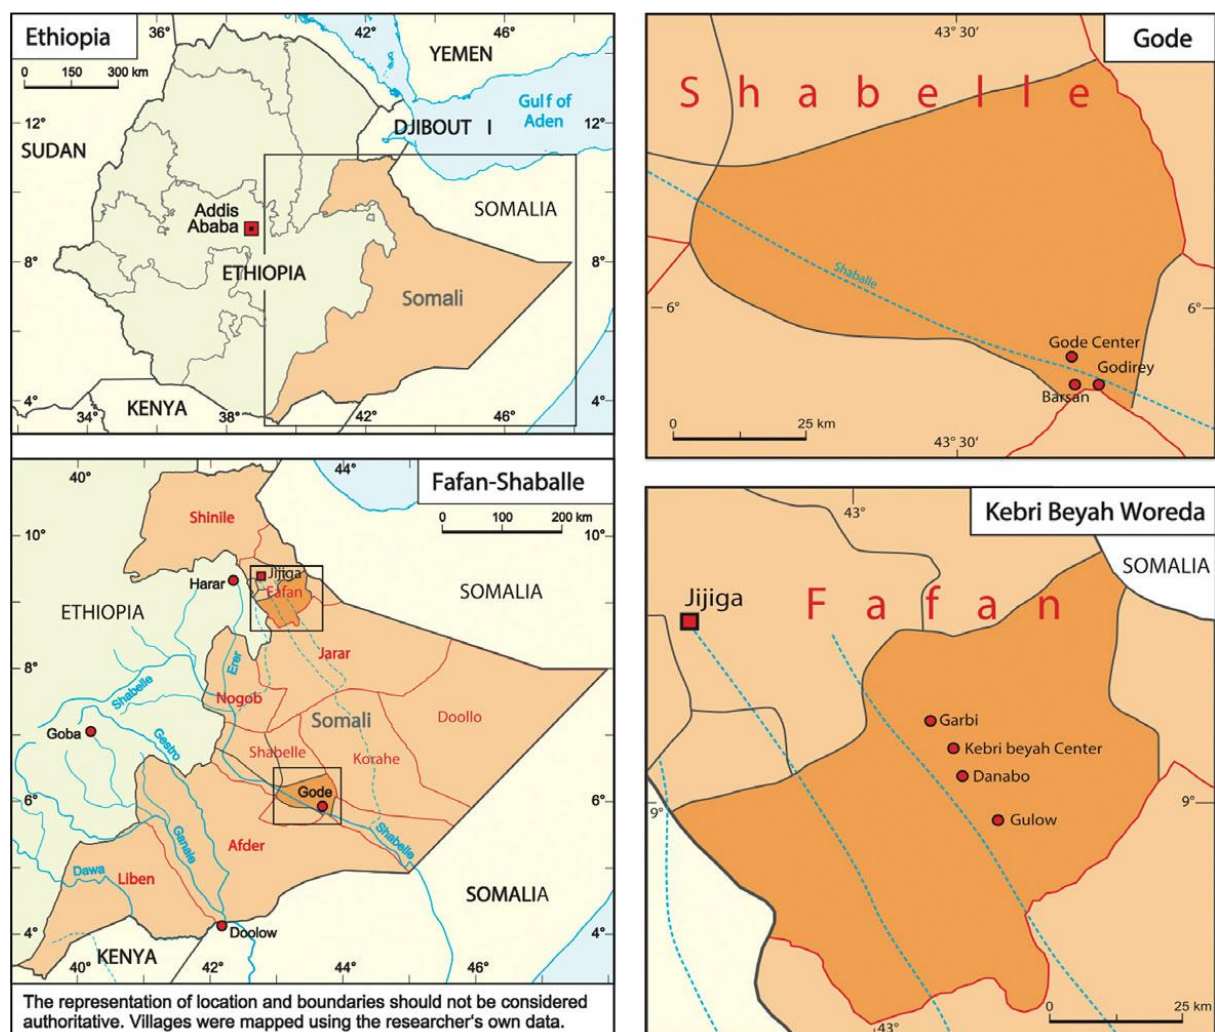 Ethiopia
0 150 300 km
36°
42°
46°
YEMEN
Gulf of
Aden
12°
12°
DJIBOUT I
SUDAN
SOMALIA
Addis
Ababa
8°
ETHIOPIA
8°
Somali
4°
KENYA
4°
34°
38°
42°
46°
Gode
43° 30′
Shabelle
Shaballe
6°
6°
Gode Center
Godirey
Barsan
0 25 km
43° 30′
Fafan-Shaballe
0 100 200 km
40°
44°
Shinile
10°
10°
Jijiga
Harar
Fafan
SOMALIA
ETHIOPIA
Jarar
8°
8°
Erer
Shabelle
Nogob
Somali
Doollo
Goba
Gestro
Shabelle
Korahe
Gode
6°
6°
Shabelle
Ganale
Afder
Dawa
Liben
SOMALIA
4°
Doolow
4°
KENYA
40°
42°
44°
46°
The representation of location and boundaries should not be considered
authoritative. Villages were mapped using the researcher's own data.
Kebri Beyah Woreda
43°
SOMALIA
Jijiga
Fafan
Garbi
Kebri beyah Center
Danabo
9°
9°
Gulow
0 25 km
43°